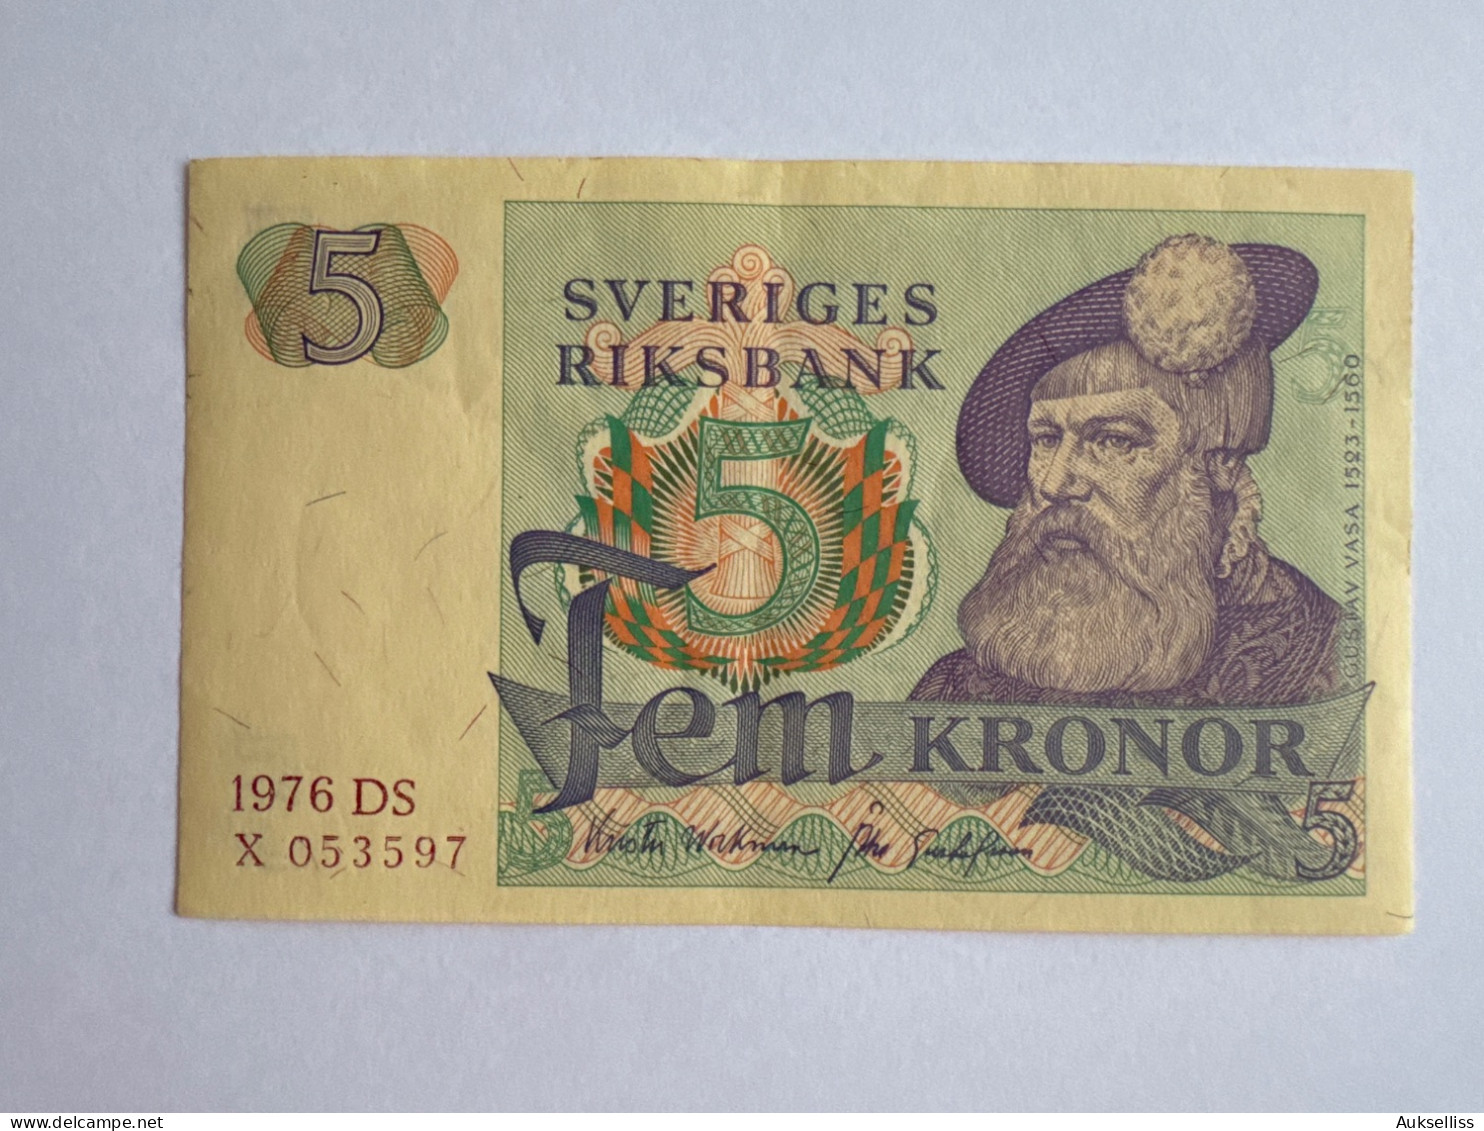 5
SVERIGES
RIKSBANK
5
5
GUSTAV VASA 1523-1560
Fem KRONOR
1976 DS
X 053597
5
5
delcampe.net
Aukselliss